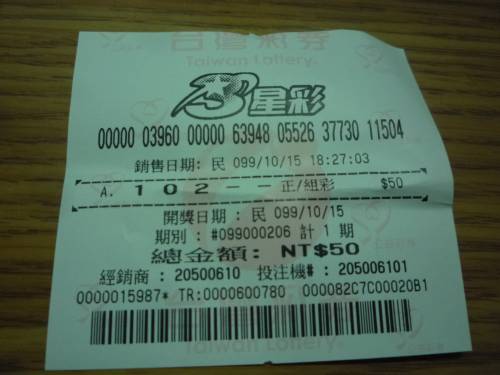 台灣彩券
Taiwan Lottery
3星彩
00000 03960 00000 63948 05526 37730 11504
銷售日期: 民 099/10/15 18:27:03
A. 1 0 2 - - 正/組彩 $50
開獎日期 : 民 099/10/15
期別 : #099000206 計 1 期
總金額: NT$50
經銷商 : 20500610 投注機# : 205006101
0000015987* TR:0000600780 000082C7C00020B1
Taiwan Lottery